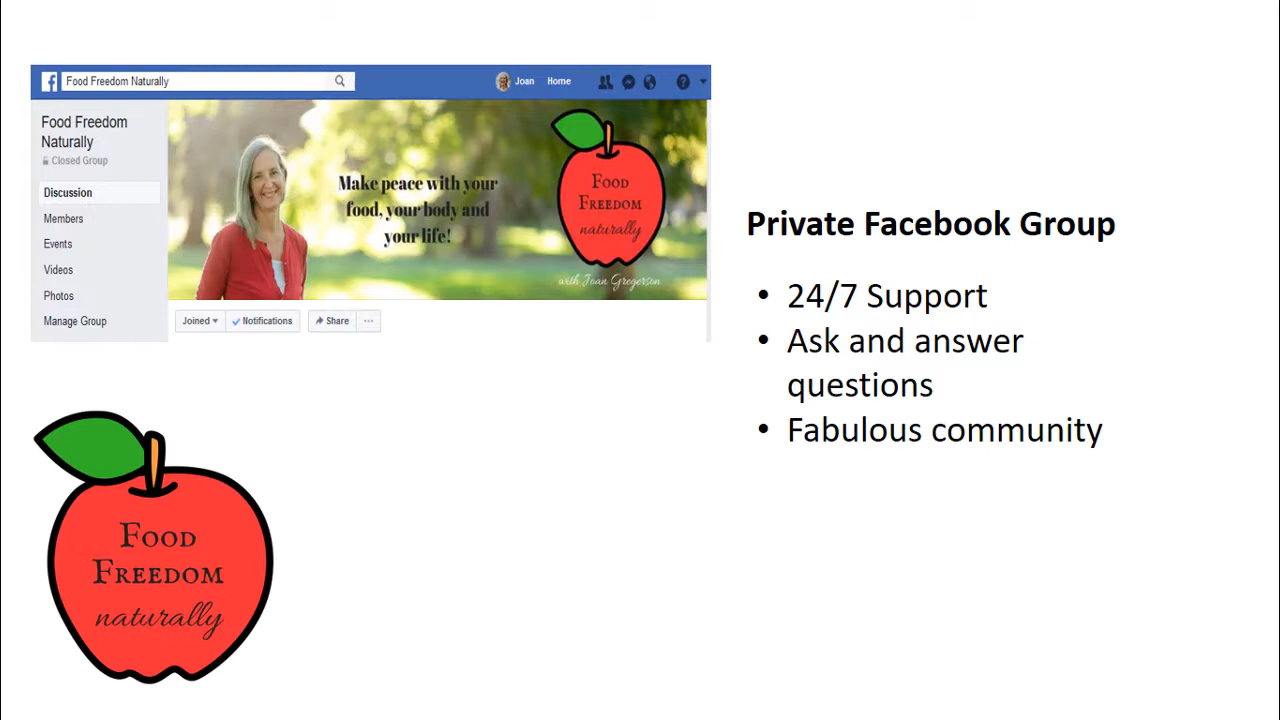 Food Freedom Naturally
Joan Home
Food Freedom
Naturally
Closed Group
Discussion
Members
Events
Videos
Photos
Manage Group
Make peace with your
food, your body and
your life!
Food
Freedom
naturally
with Joan Gregerson
Joined
Notifications
Share
Private Facebook Group
• 24/7 Support
• Ask and answer
questions
• Fabulous community
Food
Freedom
naturally